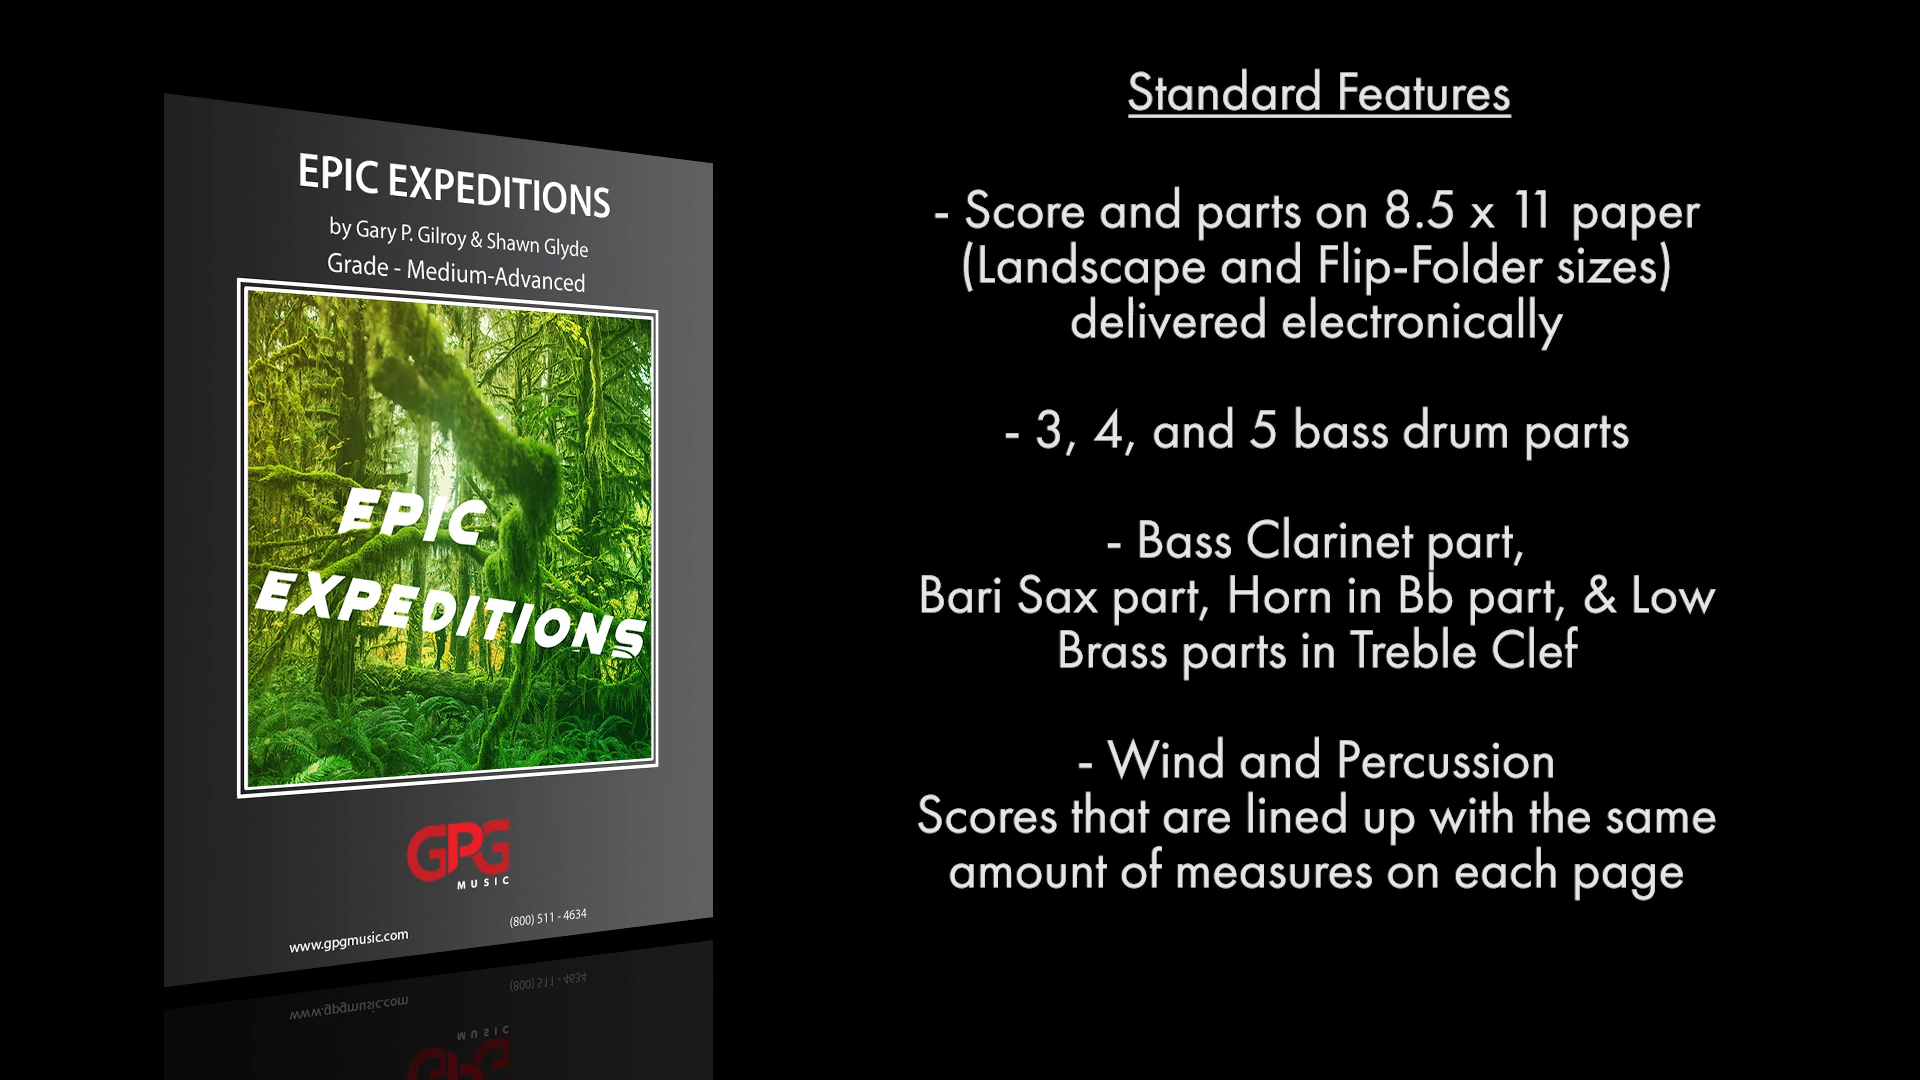 EPIC EXPEDITIONS
by Gary P. Gilroy & Shawn Glyde
Grade - Medium-Advanced
EPIC
EXPEDITIONS
GPG
MUSIC
www.gpgmusic.com
(800) 511 - 4634
Standard Features
- Score and parts on 8.5 x 11 paper
(Landscape and Flip-Folder sizes)
delivered electronically
- 3, 4, and 5 bass drum parts
- Bass Clarinet part,
Bari Sax part, Horn in Bb part, & Low
Brass parts in Treble Clef
- Wind and Percussion
Scores that are lined up with the same
amount of measures on each page